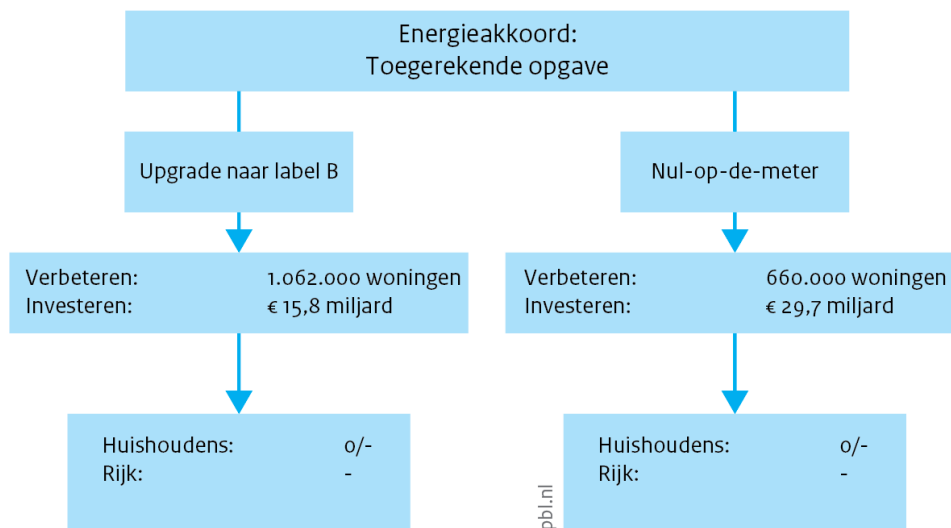 Energieakkoord:
Toegerekende opgave
Upgrade naar label B
Nul-op-de-meter
Verbeteren: 1.062.000 woningen
Investeren: € 15,8 miljard
Verbeteren: 660.000 woningen
Investeren: € 29,7 miljard
Huishoudens: 0/-
Rijk: -
Huishoudens: 0/-
Rijk: -
pbl.nl